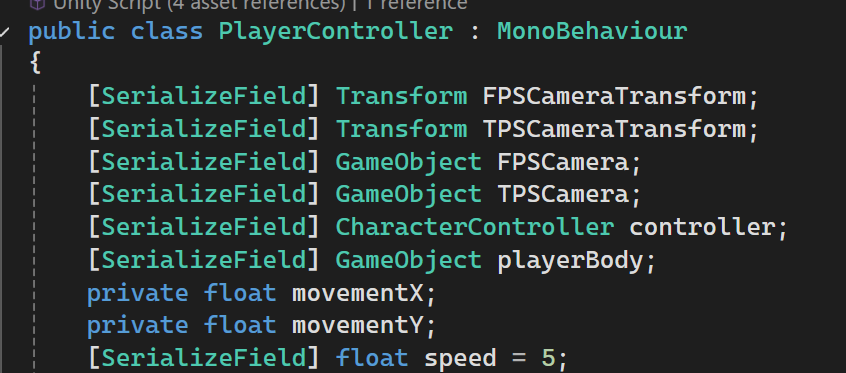 Unity Script (4 asset references) | 1 reference
public class PlayerController : MonoBehaviour
{
[SerializeField] Transform FPSCameraTransform;
[SerializeField] Transform TPSCameraTransform;
[SerializeField] GameObject FPSCamera;
[SerializeField] GameObject TPSCamera;
[SerializeField] CharacterController controller;
[SerializeField] GameObject playerBody;
private float movementX;
private float movementY;
[SerializeField] float speed = 5;